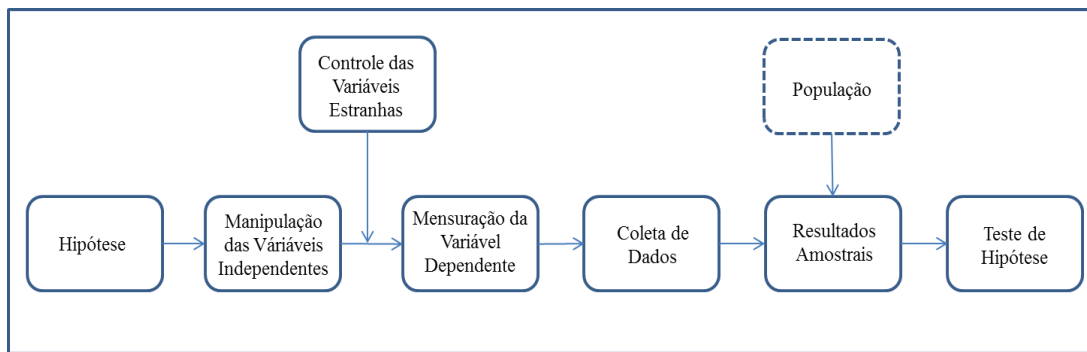 Controle das
Variáveis
Estranhas
População
Hipótese
Manipulação
das Váriáveis
Independentes
Mensuração da
Variável
Dependente
Coleta de
Dados
Resultados
Amostrais
Teste de
Hipótese